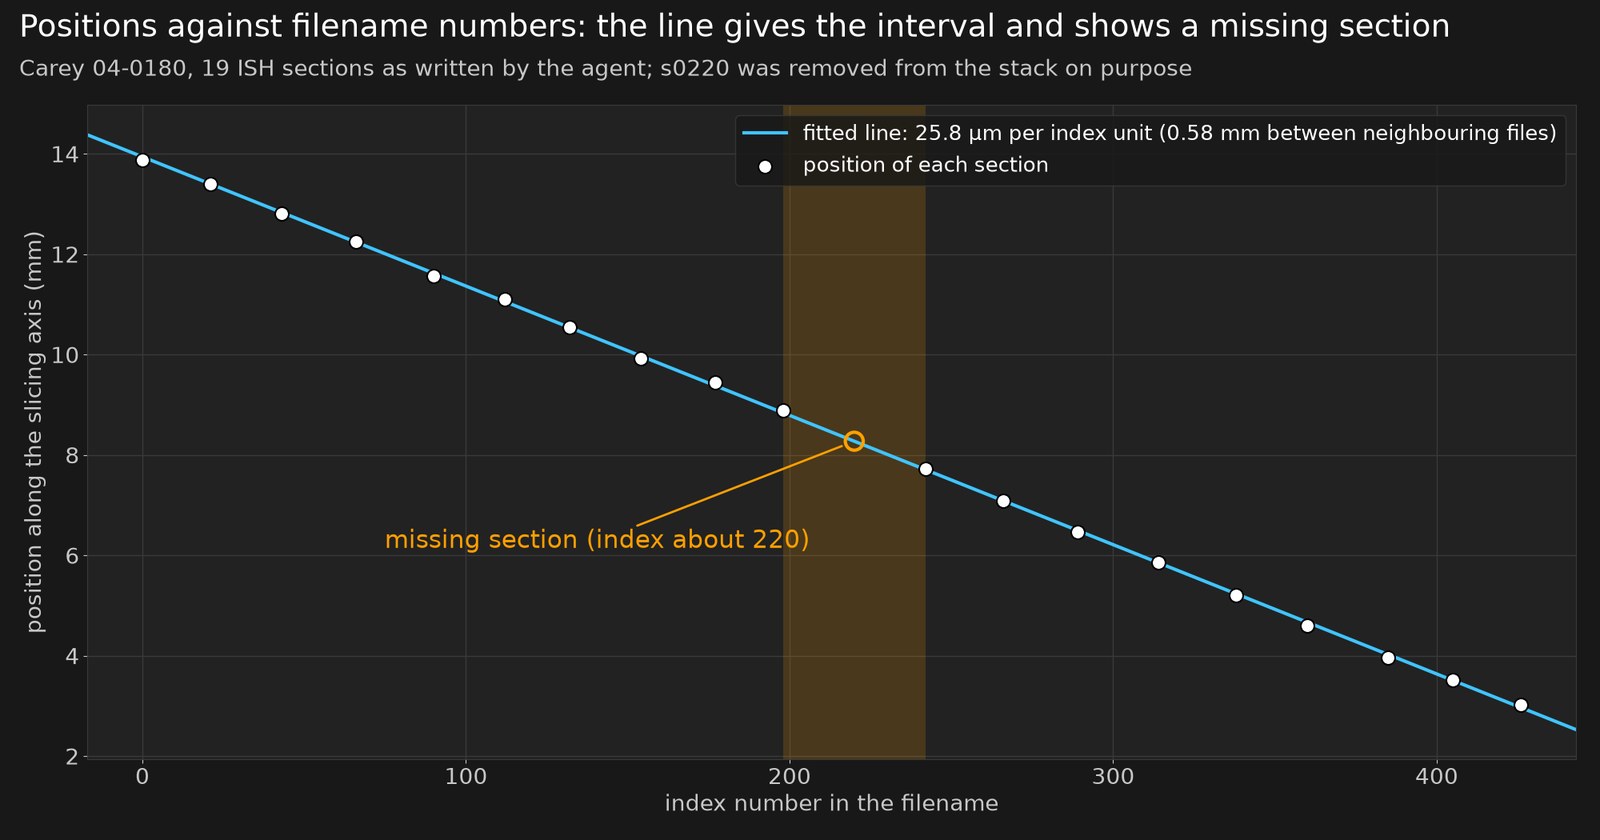 Positions against filename numbers: the line gives the interval and shows a missing section
Carey 04-0180, 19 ISH sections as written by the agent; s0220 was removed from the stack on purpose
fitted line: 25.8 µm per index unit (0.58 mm between neighbouring files)
position of each section
position along the slicing axis (mm)
14
12
10
8
6
4
2
missing section (index about 220)
0
100
200
300
400
index number in the filename